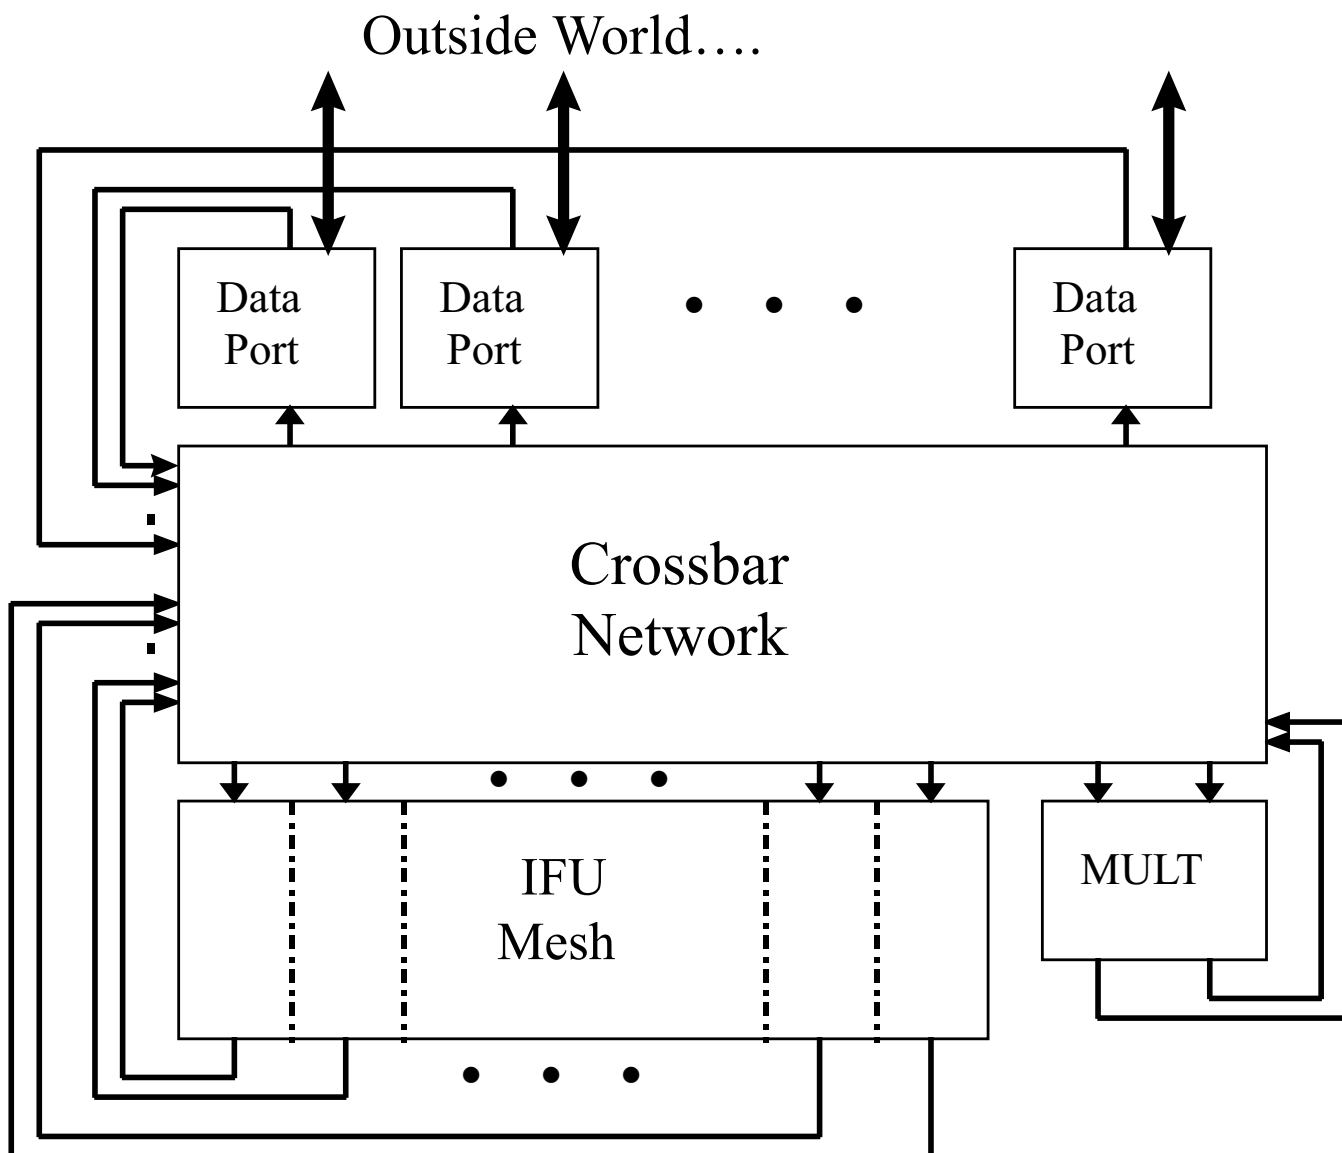 Outside World....
Data
Port
Data
Port
Data
Port
Crossbar
Network
IFU
Mesh
MULT